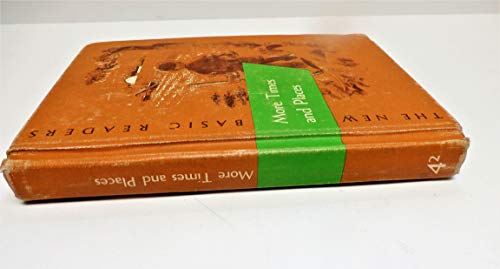 THE NEW
BASIC READERS
More Times
and Places
More Times and Places
4²